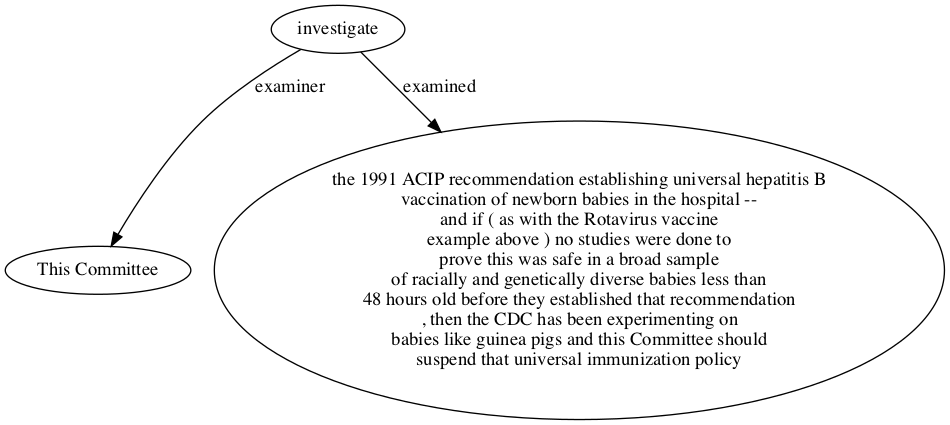 investigate
examiner
examined
the 1991 ACIP recommendation establishing universal hepatitis B
vaccination of newborn babies in the hospital --
and if ( as with the Rotavirus vaccine
example above ) no studies were done to
prove this was safe in a broad sample
of racially and genetically diverse babies less than
48 hours old before they established that recommendation
, then the CDC has been experimenting on
babies like guinea pigs and this Committee should
suspend that universal immunization policy
This Committee